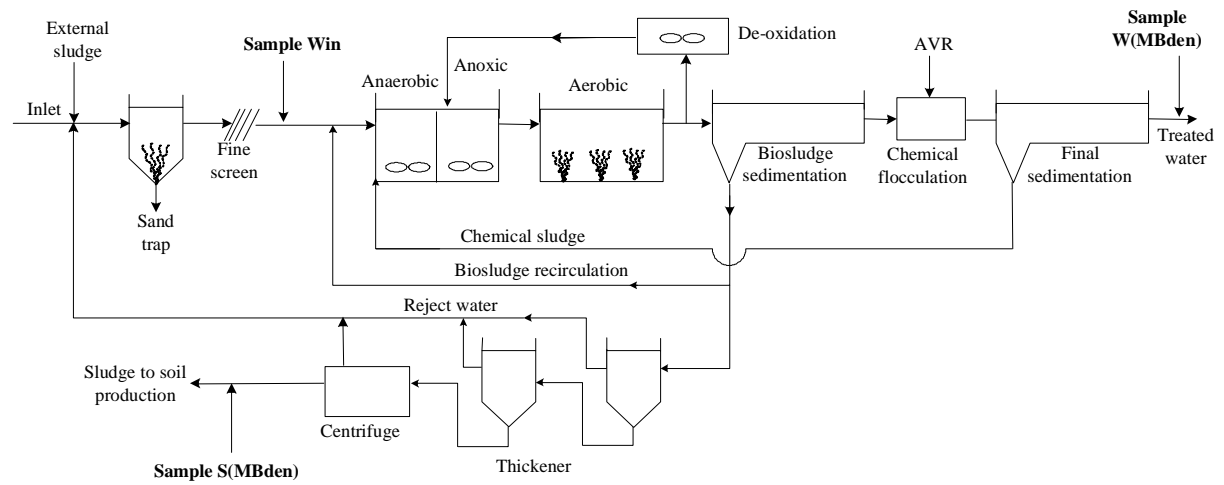 External
sludge
Inlet
Sand
trap
Fine
screen
Sample Win
Anaerobic
Anoxic
Aerobic
De-oxidation
Biosludge
sedimentation
AVR
Chemical
flocculation
Final
sedimentation
Sample
W(MBden)
Treated
water
Chemical sludge
Biosludge recirculation
Reject water
Sludge to soil
production
Centrifuge
Thickener
Sample S(MBden)